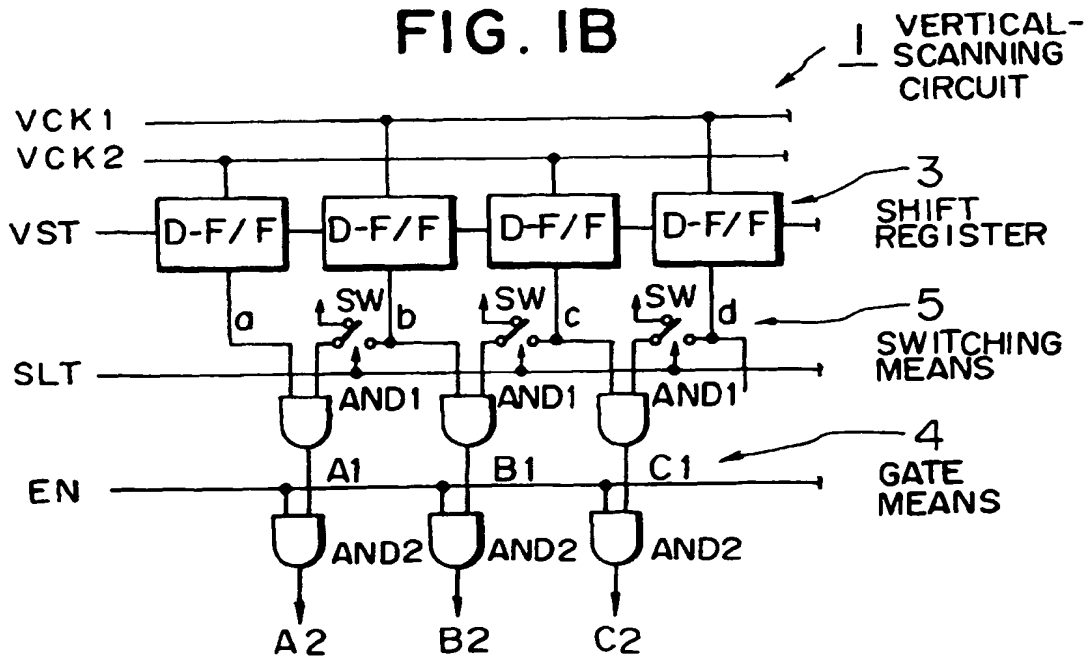 FIG. 1B
1 VERTICAL-
SCANNING
CIRCUIT
VCK1
VCK2
3
SHIFT
REGISTER
VST D-F/F D-F/F D-F/F D-F/F
a SW b SW c SW d
5
SWITCHING
MEANS
SLT
AND1 AND1 AND1
4
GATE
MEANS
A1 B1 C1
EN
AND2 AND2 AND2
A2 B2 C2